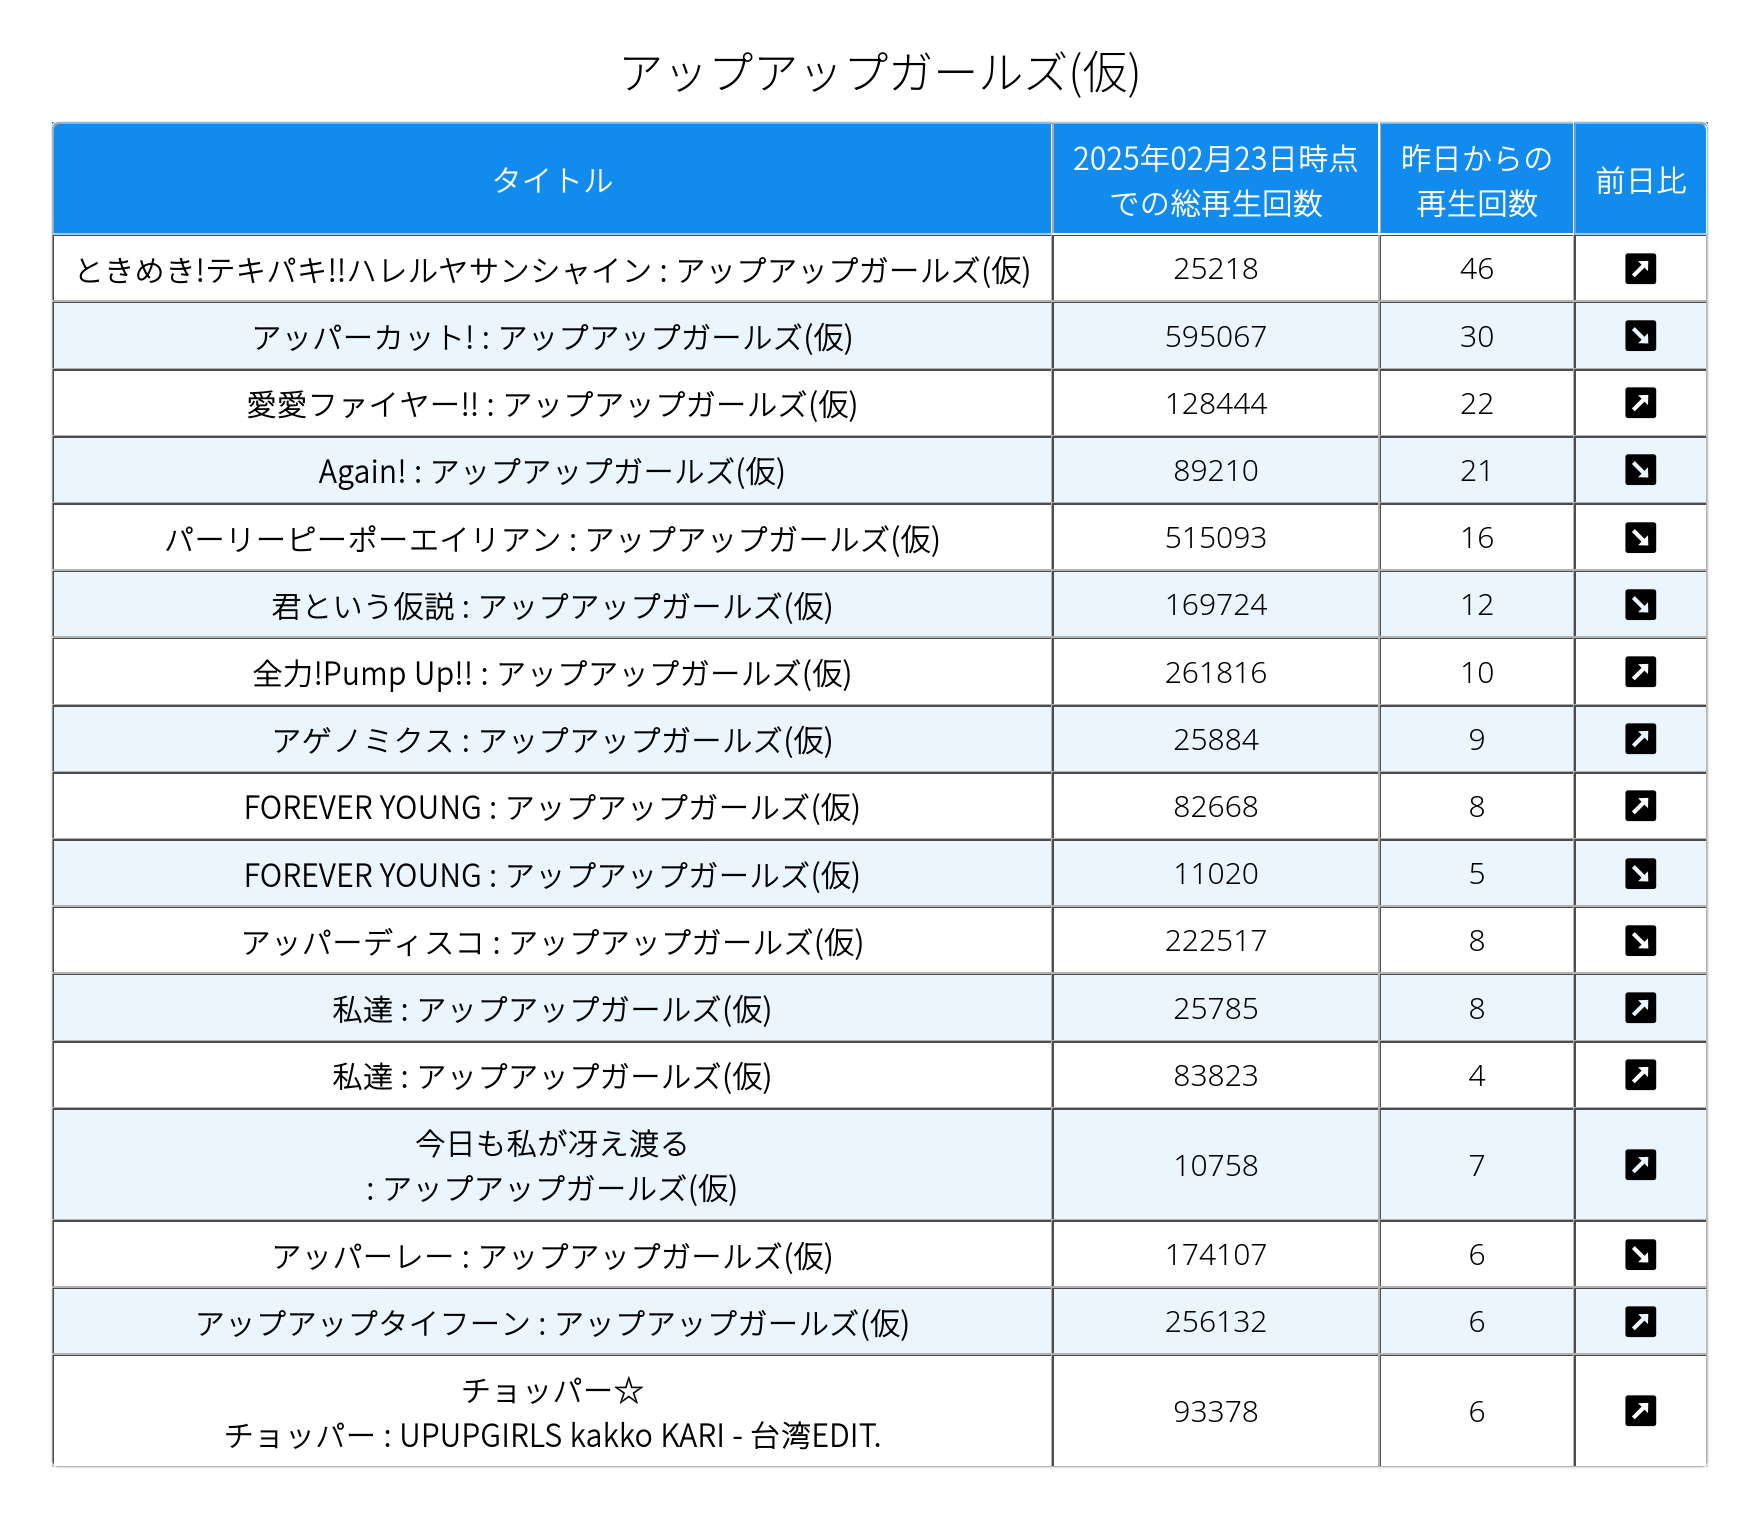 アップアップガールズ(仮)
タイトル 2025年02月23日時点での総再生回数 昨日からの再生回数 前日比
ときめき!テキパキ!!ハレルヤサンシャイン : アップアップガールズ(仮) 25218 46 ↗
アッパーカット! : アップアップガールズ(仮) 595067 30 ↘
愛愛ファイヤー!! : アップアップガールズ(仮) 128444 22 ↗
Again! : アップアップガールズ(仮) 89210 21 ↘
パーリーピーポーエイリアン : アップアップガールズ(仮) 515093 16 ↘
君という仮説 : アップアップガールズ(仮) 169724 12 ↘
全力!Pump Up!! : アップアップガールズ(仮) 261816 10 ↗
アゲノミクス : アップアップガールズ(仮) 25884 9 ↗
FOREVER YOUNG : アップアップガールズ(仮) 82668 8 ↗
FOREVER YOUNG : アップアップガールズ(仮) 11020 5 ↘
アッパーディスコ : アップアップガールズ(仮) 222517 8 ↘
私達 : アップアップガールズ(仮) 25785 8 ↗
私達 : アップアップガールズ(仮) 83823 4 ↗
今日も私が冴え渡る
: アップアップガールズ(仮) 10758 7 ↗
アッパーレー : アップアップガールズ(仮) 174107 6 ↘
アップアップタイフーン : アップアップガールズ(仮) 256132 6 ↗
チョッパー☆
チョッパー : UPUPGIRLS kakko KARI - 台湾EDIT. 93378 6 ↗